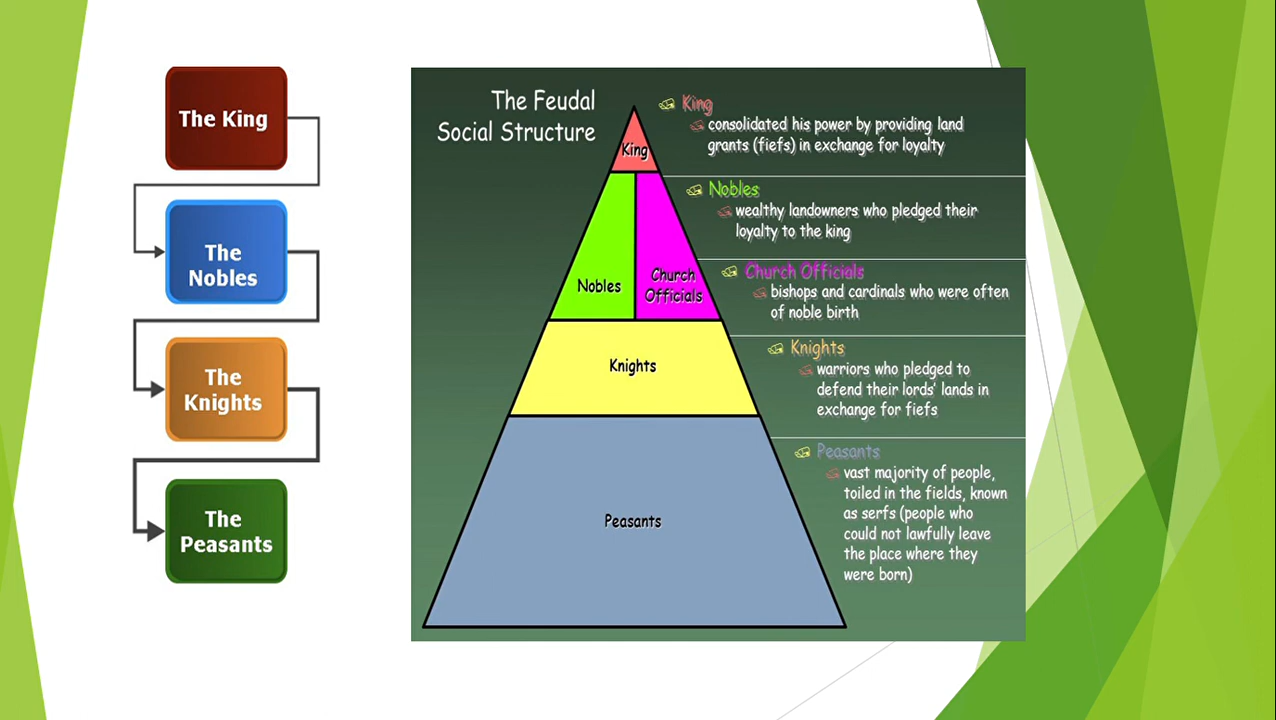 The King
The
Nobles
The
Knights
The
Peasants
The Feudal
Social Structure
King
Nobles
Church
Officials
Knights
Peasants
King
consolidated his power by providing land
grants (fiefs) in exchange for loyalty
Nobles
wealthy landowners who pledged their
loyalty to the king
Church Officials
bishops and cardinals who were often
of noble birth
Knights
warriors who pledged to
defend their lords' lands in
exchange for fiefs
Peasants
vast majority of people,
toiled in the fields, known
as serfs (people who
could not lawfully leave
the place where they
were born)